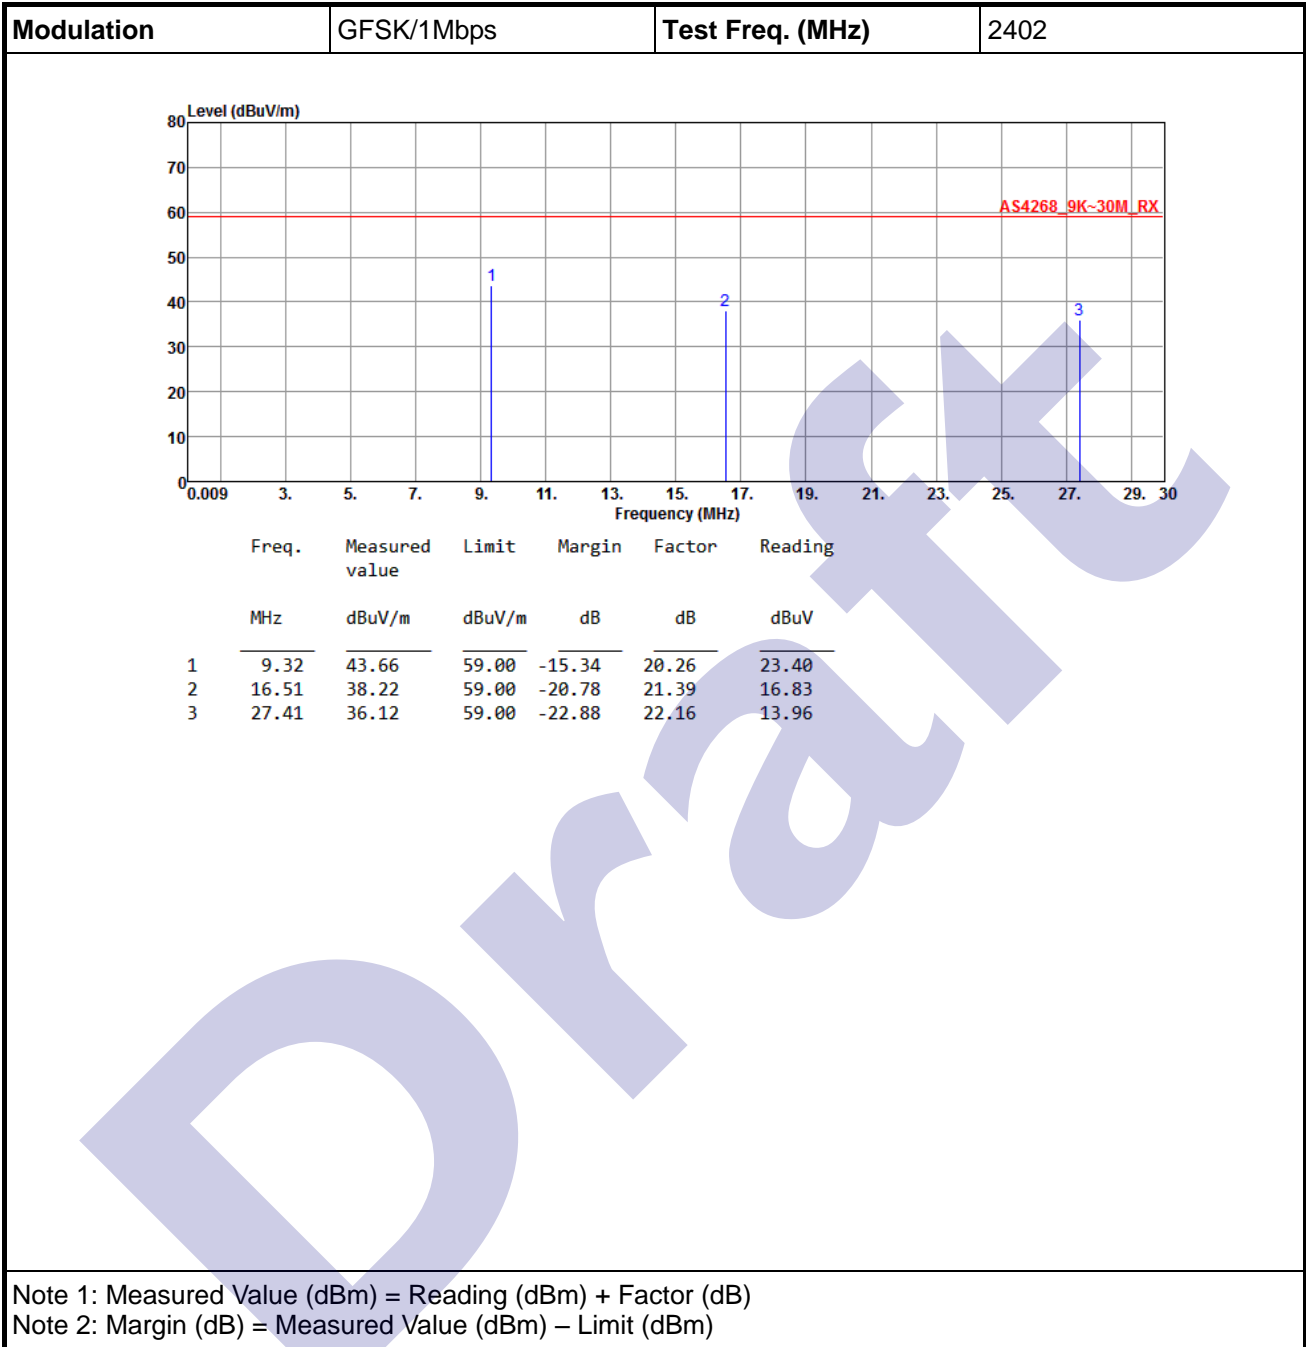 Modulation GFSK/1Mbps Test Freq. (MHz) 2402
Level (dBuV/m)
80
70
60
50
40
30
20
10
0
AS4268_9K~30M_RX
1
2
3
0.009 3. 5. 7. 9. 11. 13. 15. 17. 19. 21. 23. 25. 27. 29. 30
Frequency (MHz)
Freq. Measured Limit Margin Factor Reading
value
MHz dBuV/m dBuV/m dB dB dBuV
1 9.32 43.66 59.00 -15.34 20.26 23.40
2 16.51 38.22 59.00 -20.78 21.39 16.83
3 27.41 36.12 59.00 -22.88 22.16 13.96
Draft
Note 1: Measured Value (dBm) = Reading (dBm) + Factor (dB)
Note 2: Margin (dB) = Measured Value (dBm) – Limit (dBm)